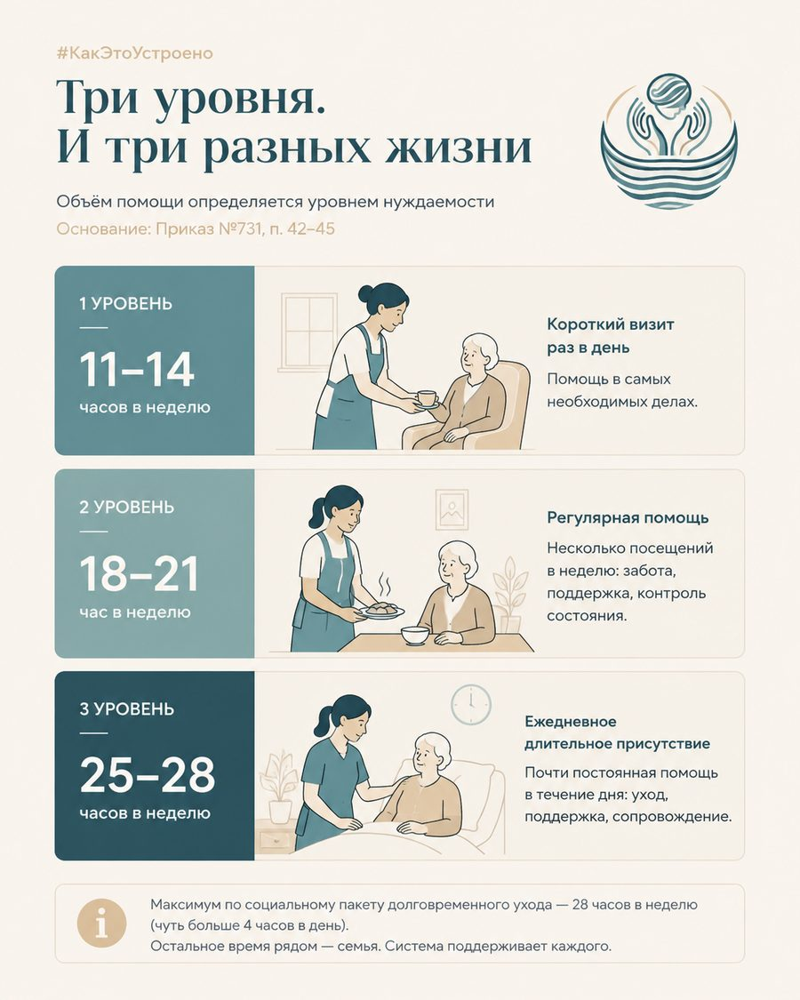 #КакЭтоУстроено
Три уровня.
И три разных жизни
Объём помощи определяется уровнем нуждаемости
Основание: Приказ №731, п. 42–45
1 УРОВЕНЬ
11–14
часов в неделю
Короткий визит
раз в день
Помощь в самых
необходимых делах.
2 УРОВЕНЬ
18–21
час в неделю
Регулярная помощь
Несколько посещений
в неделю: забота,
поддержка, контроль
состояния.
3 УРОВЕНЬ
25–28
часов в неделю
Ежедневное
длительное присутствие
Почти постоянная помощь
в течение дня: уход,
поддержка, сопровождение.
Максимум по социальному пакету долговременного ухода — 28 часов в неделю
(чуть больше 4 часов в день).
Остальное время рядом — семья. Система поддерживает каждого.